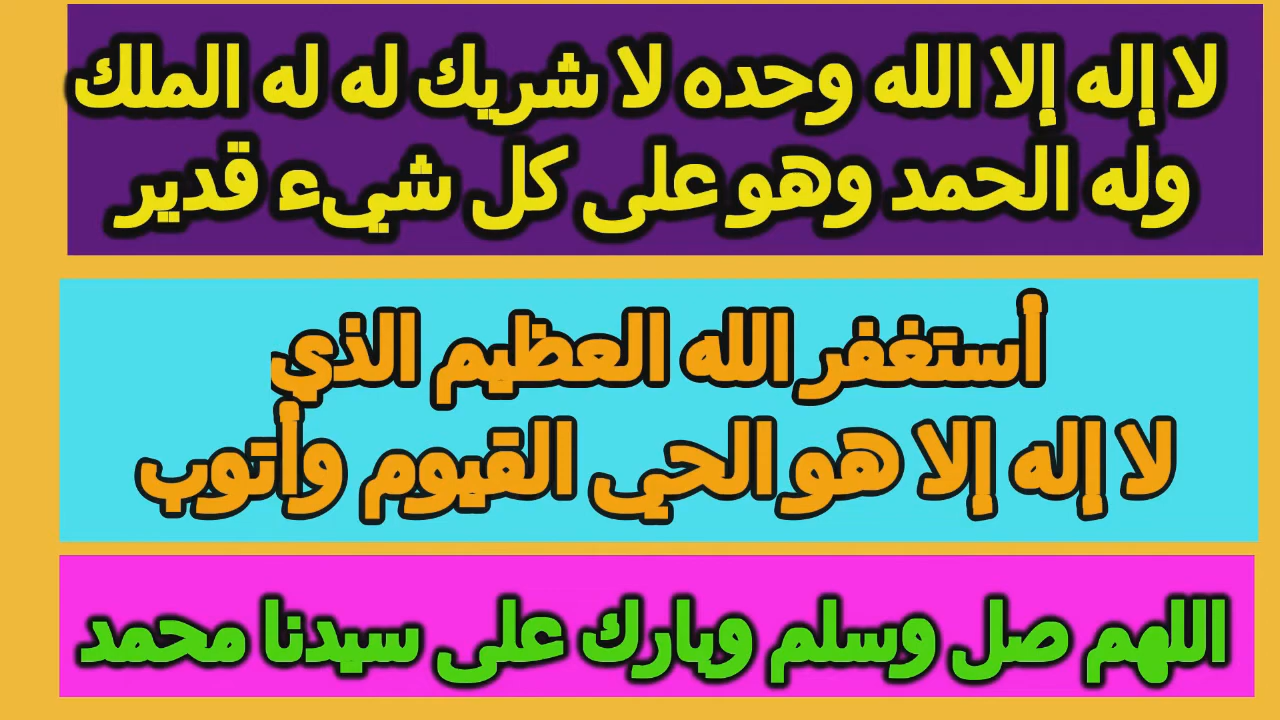 لا إله إلا الله وحده لا شريك له له الملك
وله الحمد وهو على كل شيء قدير
أستغفر الله العظيم الذي
لا إله إلا هو الحي القيوم وأتوب
اللهم صل وسلم وبارك على سيدنا محمد